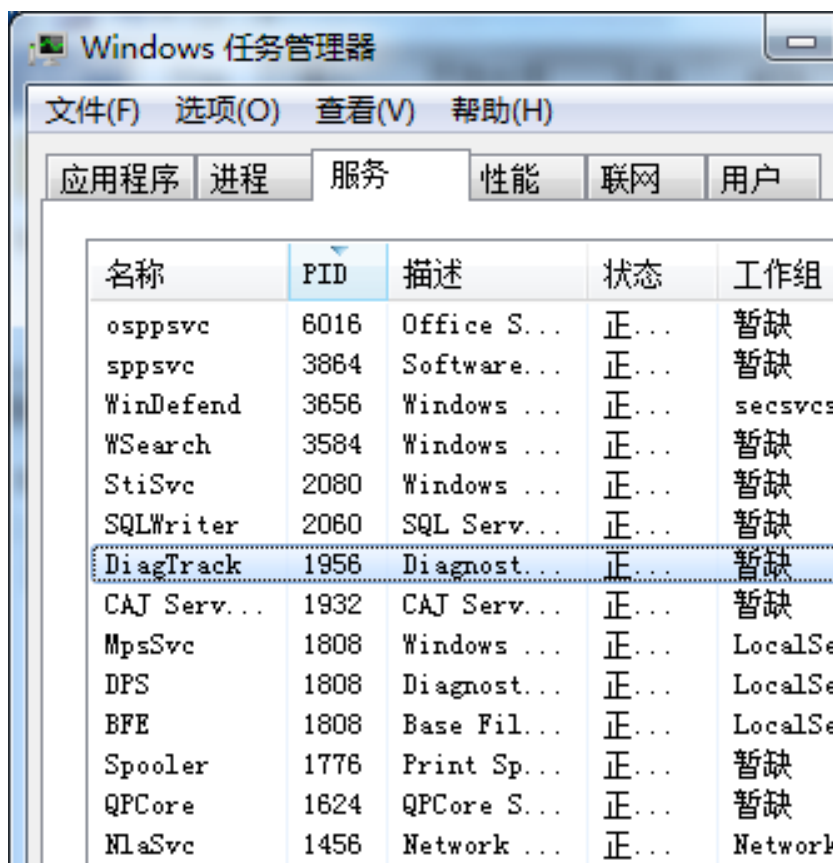 Windows 任务管理器
文件(F) 选项(O) 查看(V) 帮助(H)
应用程序 进程 服务 性能 联网 用户
名称 PID 描述 状态 工作组
osppsvc 6016 Office S... 正... 暂缺
sppsvc 3864 Software... 正... 暂缺
WinDefend 3656 Windows ... 正... secsvcs
WSearch 3584 Windows ... 正... 暂缺
StiSvc 2080 Windows ... 正... 暂缺
SQLWriter 2060 SQL Serv... 正... 暂缺
DiagTrack 1956 Diagnost... 正... 暂缺
CAJ Serv... 1932 CAJ Serv... 正... 暂缺
MpsSvc 1808 Windows ... 正... LocalSe
DPS 1808 Diagnost... 正... LocalSe
BFE 1808 Base Fil... 正... LocalSe
Spooler 1776 Print Sp... 正... 暂缺
QPCore 1624 QPCore S... 正... 暂缺
NlaSvc 1456 Network ... 正... Network